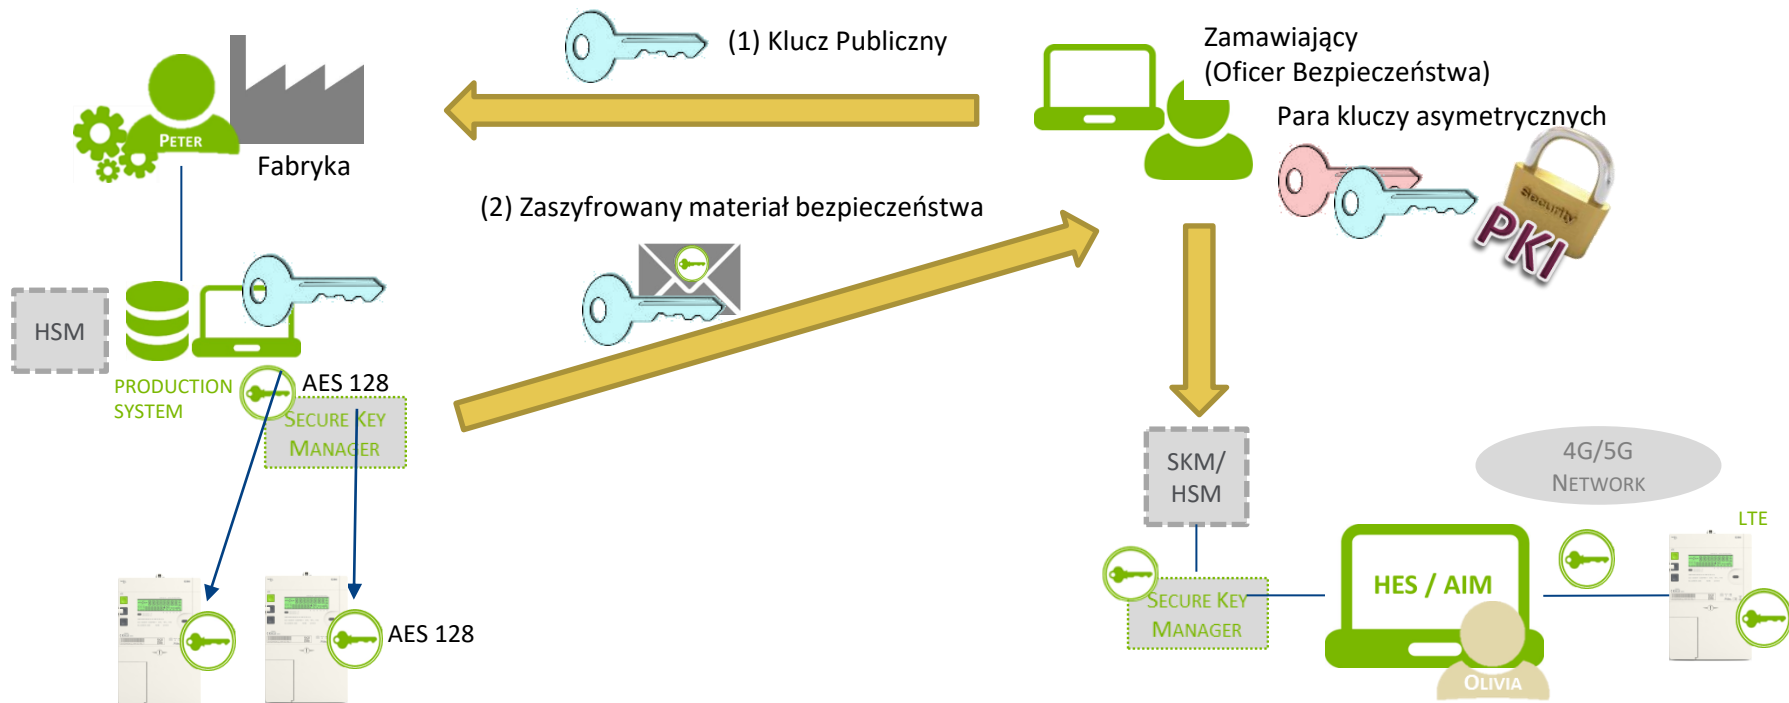 (1) Klucz Publiczny
Zamawiający
(Oficer Bezpieczeństwa)
Para kluczy asymetrycznych
Security
PKI
PETER
Fabryka
(2) Zaszyfrowany materiał bezpieczeństwa
HSM
PRODUCTION
SYSTEM
AES 128
SECURE KEY
MANAGER
AES 128
SKM/
HSM
SECURE KEY
MANAGER
4G/5G
NETWORK
LTE
HES / AIM
OLIVIA